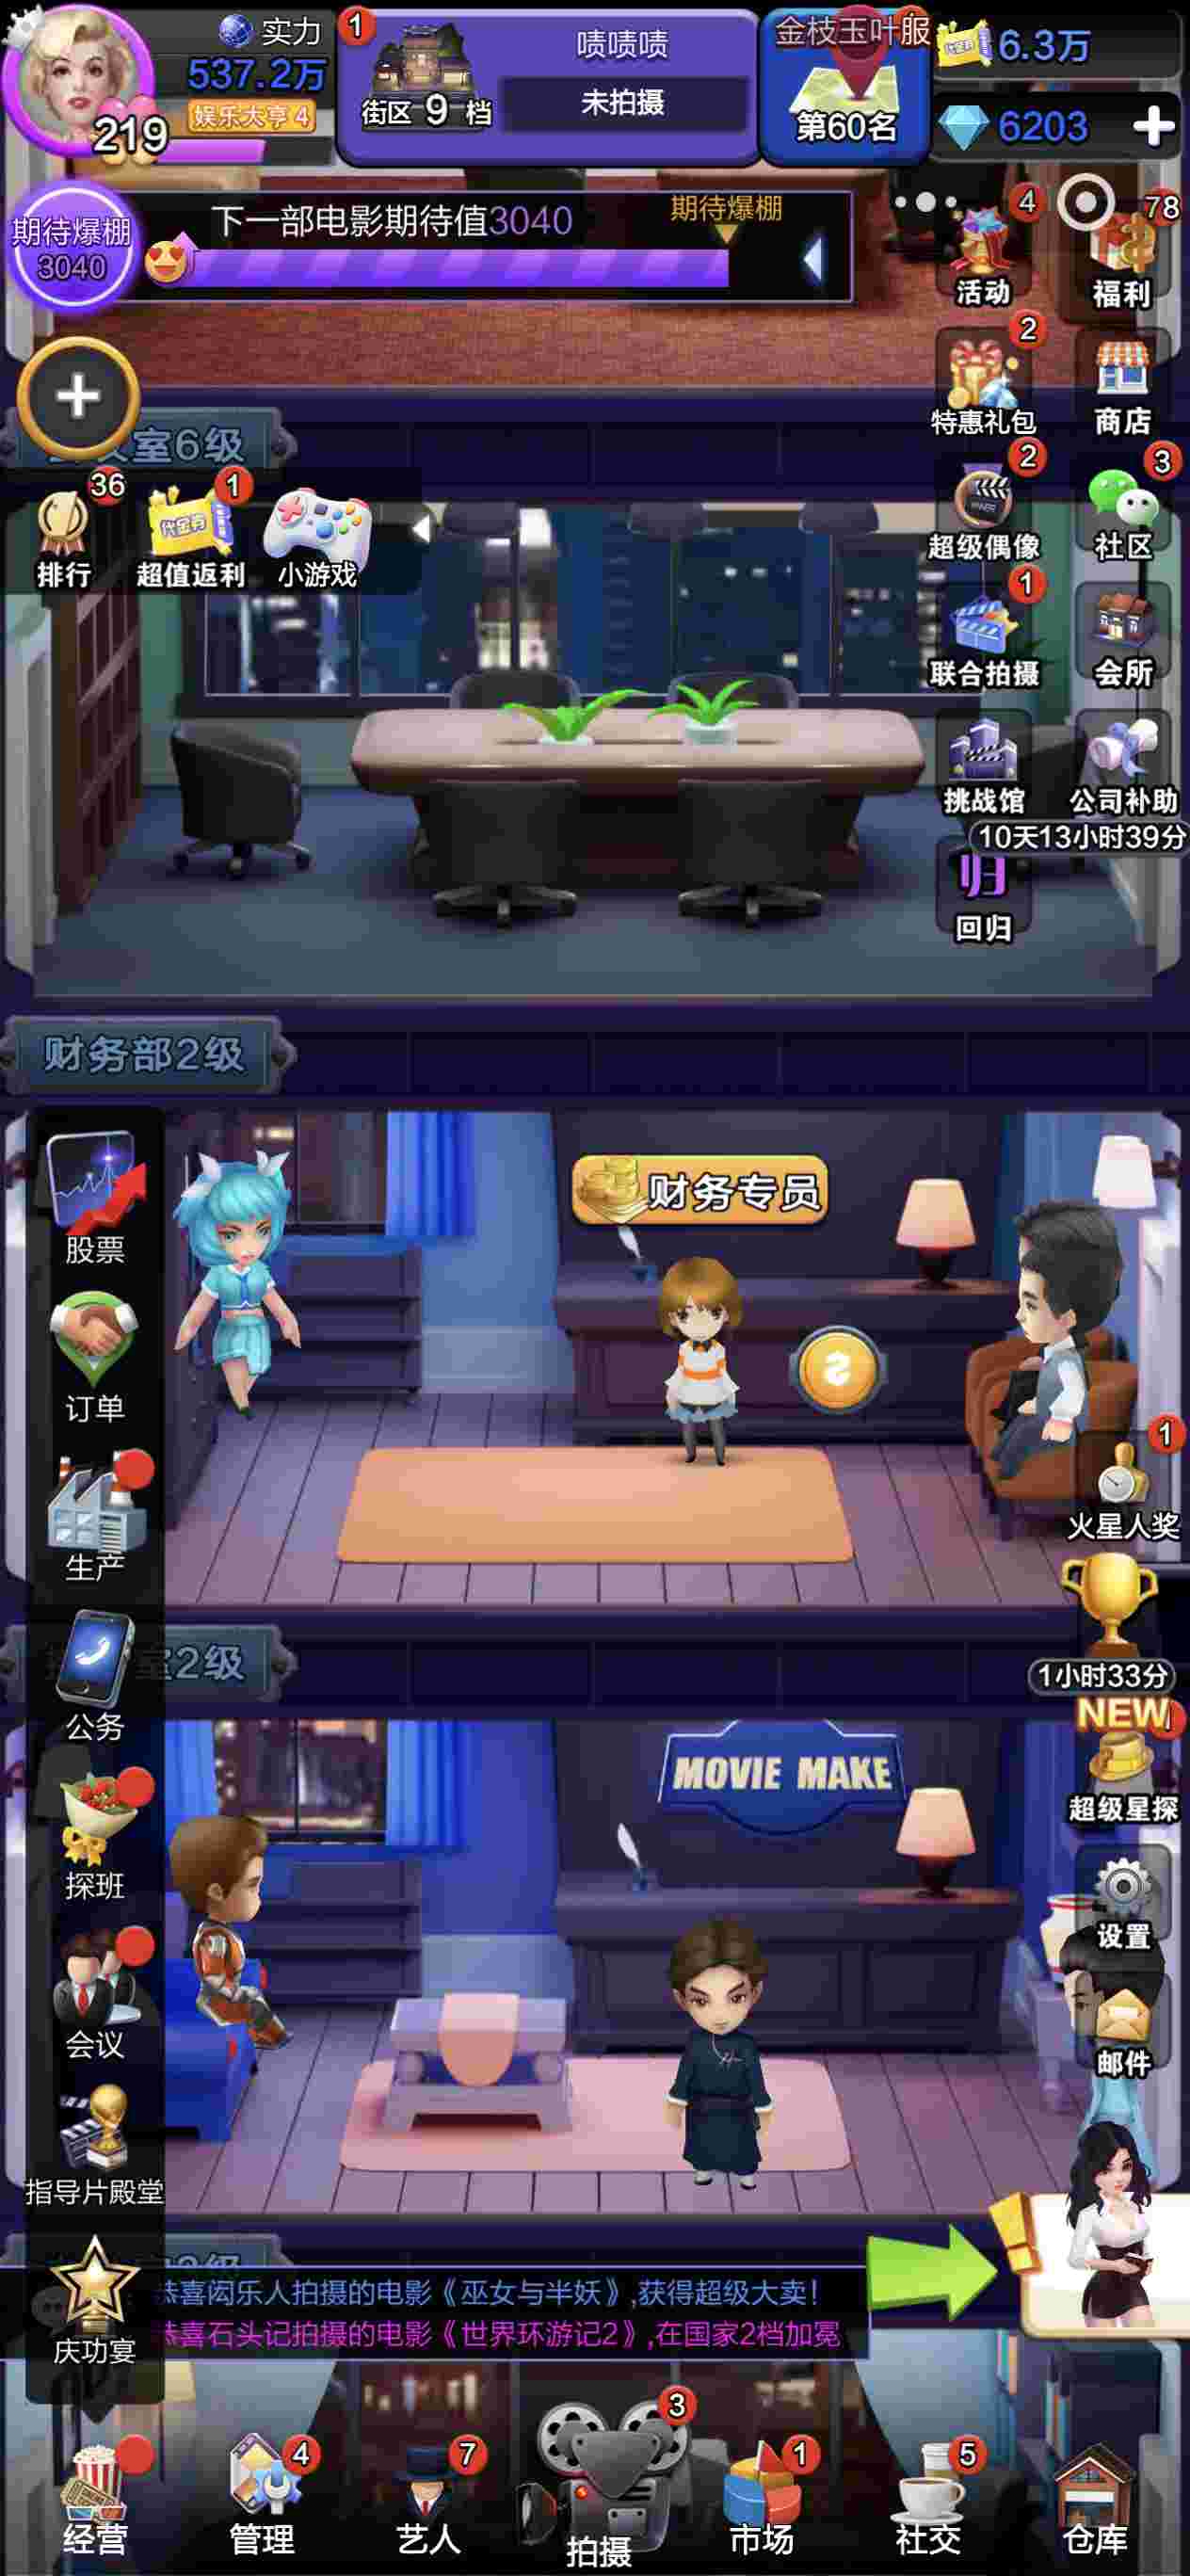 实力
537.2万
娱乐大亨 4
219
1
街区 9 档
啧啧啧
未拍摄
金枝玉叶服
第60名
代金券
6.3万
6203
期待爆棚
3040
下一部电影期待值3040
期待爆棚
4
活动
78
福利
2
特惠礼包
商店
室6级
36
排行
1
代金券
超值返利
小游戏
2
超级偶像
3
社区
1
联合拍摄
会所
挑战馆
公司补助
10天13小时39分
归
回归
财务部2级
股票
财务专员
订单
生产
1
火星人奖
1小时33分
室2级
公务
NEW
超级星探
MOVIE MAKE
探班
设置
会议
邮件
指导片殿堂
恭喜闳乐人拍摄的电影《巫女与半妖》,获得超级大卖!
恭喜石头记拍摄的电影《世界环游记2》,在国家2档加冕
庆功宴
经营
4
管理
7
艺人
3
拍摄
1
市场
5
社交
仓库